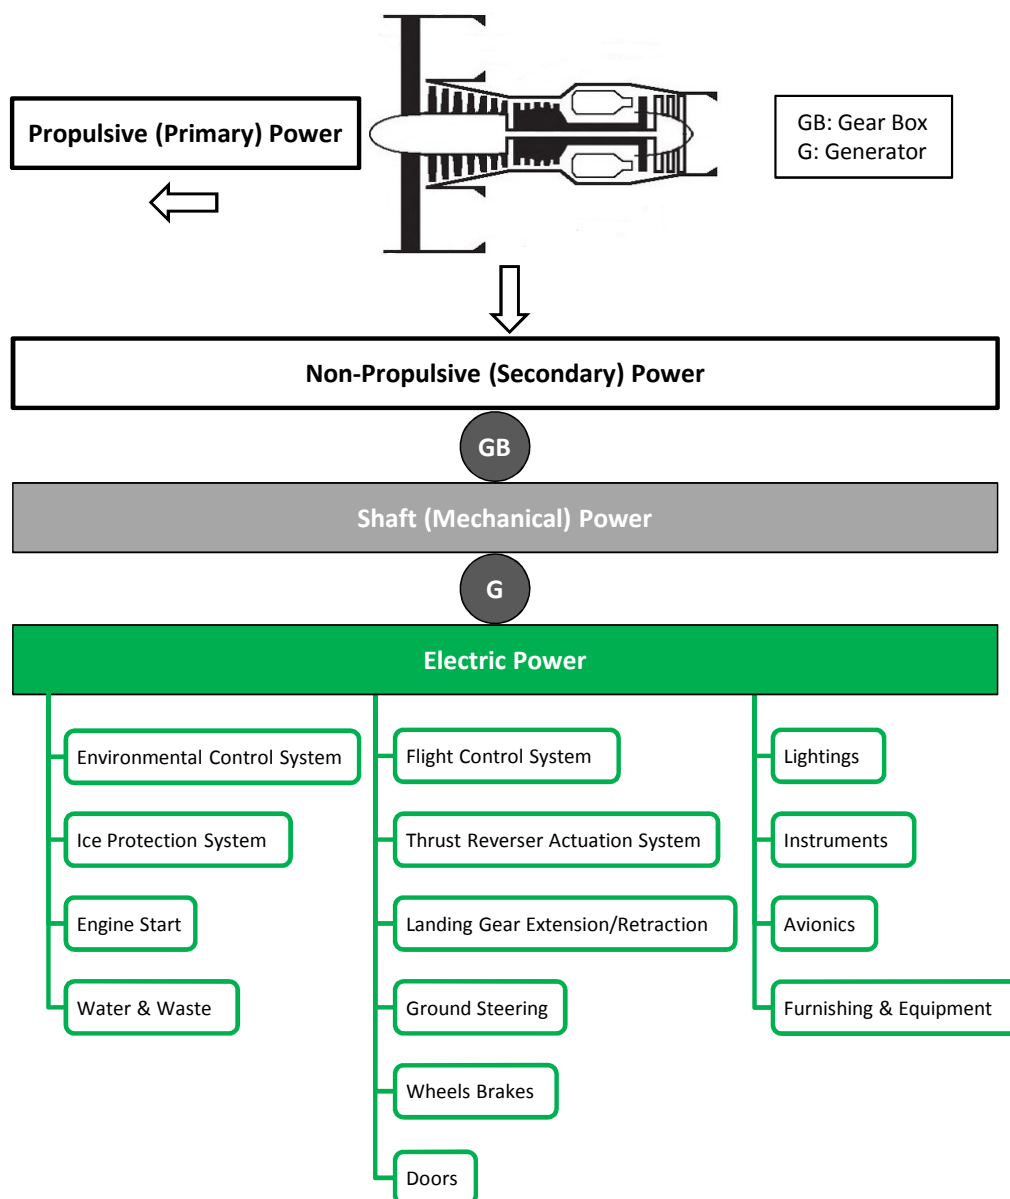 Propulsive (Primary) Power
GB: Gear Box
G: Generator
Non-Propulsive (Secondary) Power
GB
Shaft (Mechanical) Power
G
Electric Power
Environmental Control System
Ice Protection System
Engine Start
Water & Waste
Flight Control System
Thrust Reverser Actuation System
Landing Gear Extension/Retraction
Ground Steering
Wheels Brakes
Doors
Lightings
Instruments
Avionics
Furnishing & Equipment